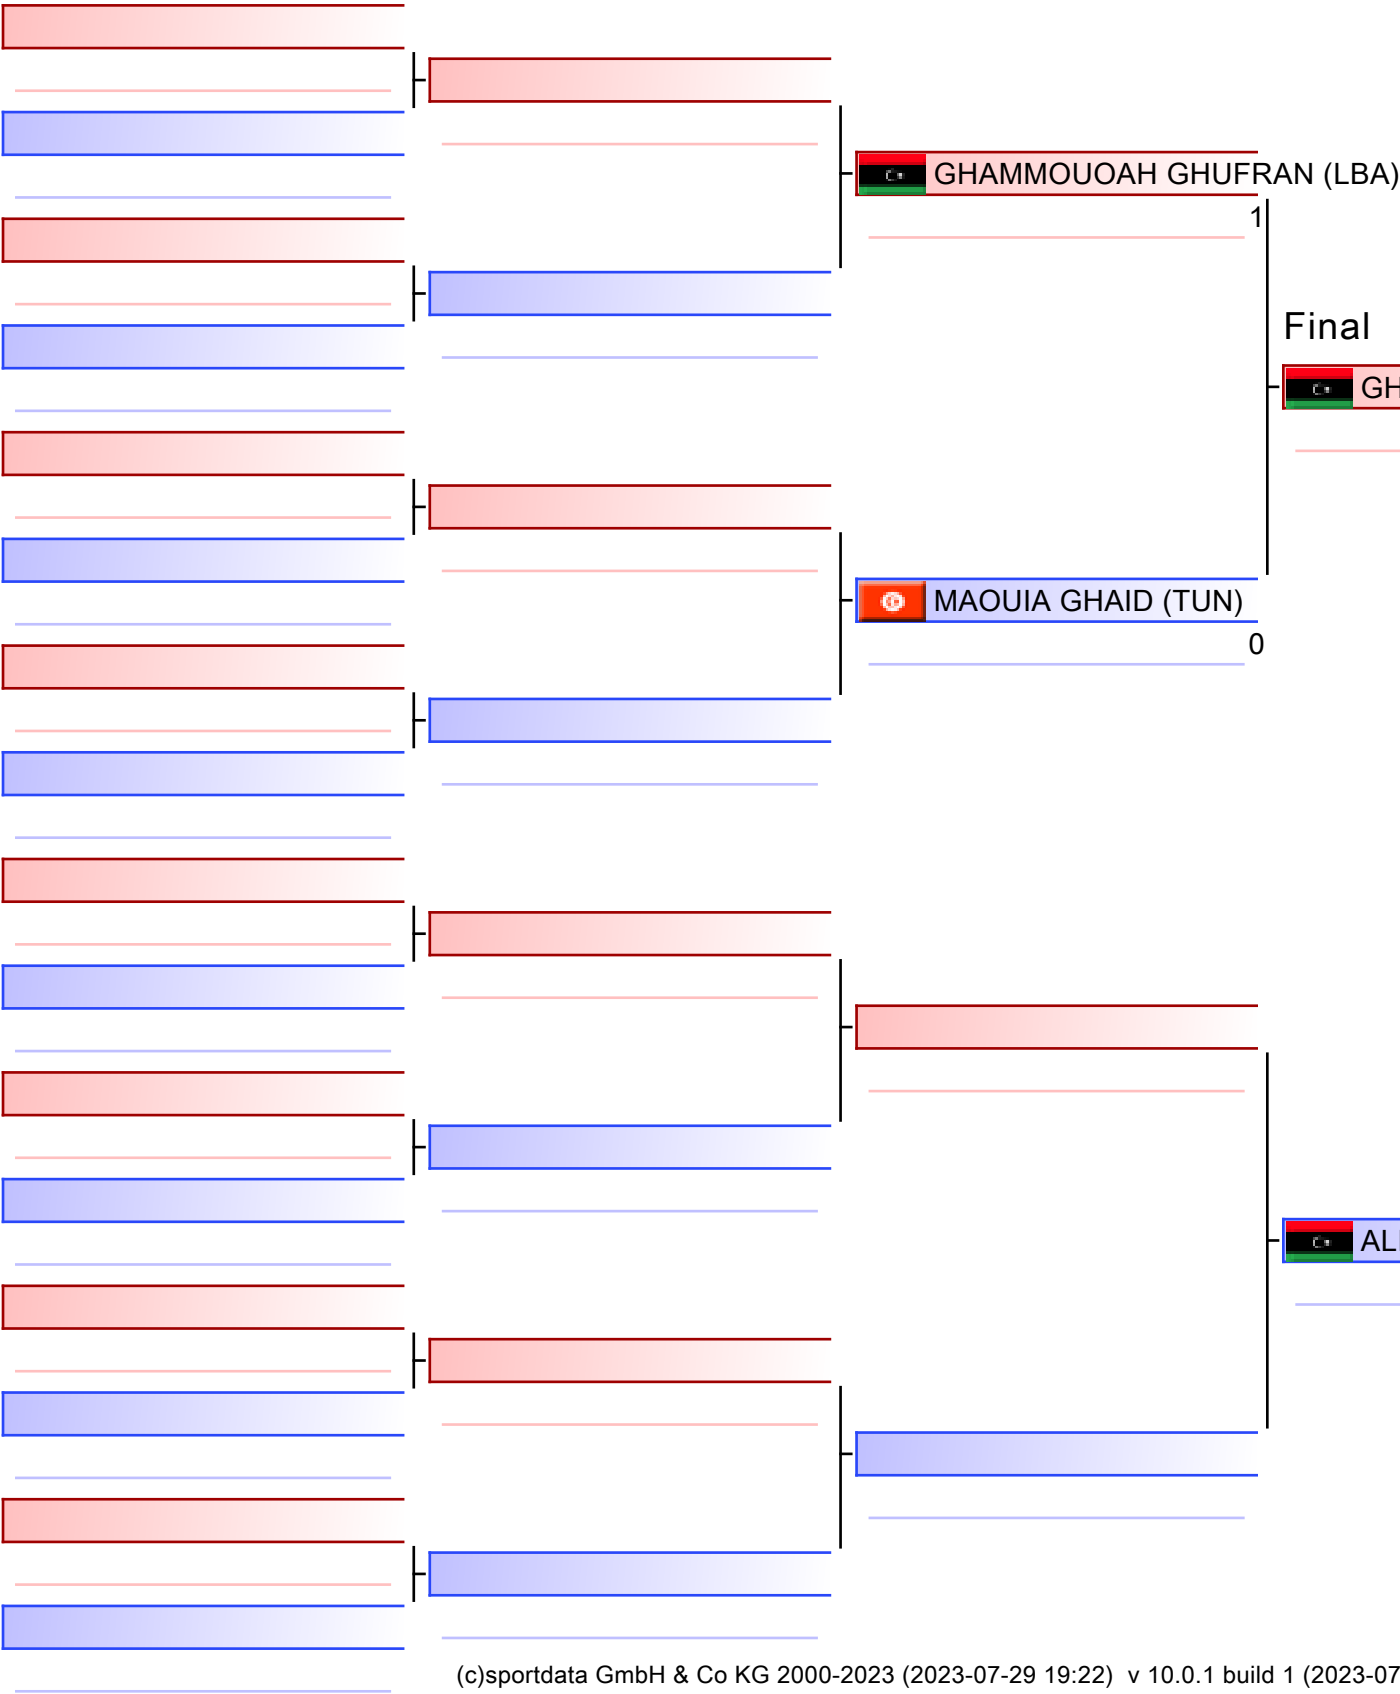 GHAMMOUOAH GHUFRAN (LBA)
1
Final
GH
MAOUIA GHAID (TUN)
0
AL
(c)sportdata GmbH & Co KG 2000-2023 (2023-07-29 19:22) v 10.0.1 build 1 (2023-07